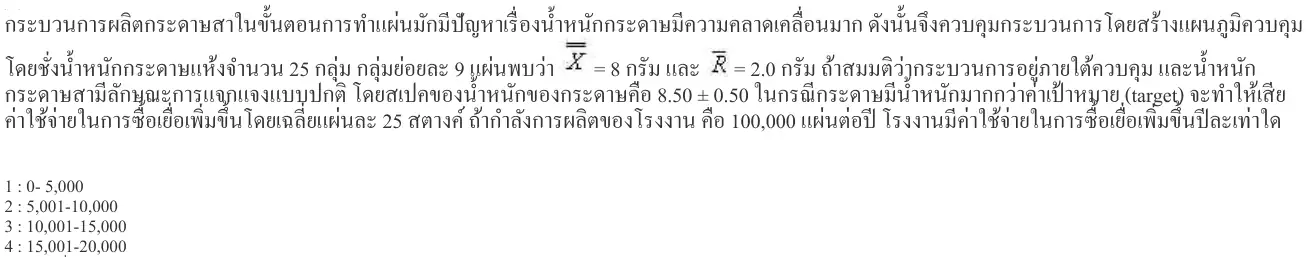 กระบวนการผลิตกระดาษสาในขั้นตอนการทำแผ่นมักมีปัญหาเรื่องน้ำหนักกระดาษมีความคลาดเคลื่อนมาก ดังนั้นจึงควบคุมกระบวนการโดยสร้างแผนภูมิควบคุม
โดยชั่งน้ำหนักกระดาษแห้งจำนวน 25 กลุ่ม กลุ่มย่อยละ 9 แผ่นพบว่า X̿ = 8 กรัม และ R̅ = 2.0 กรัม ถ้าสมมติว่ากระบวนการอยู่ภายใต้ควบคุม และน้ำหนัก
กระดาษสามีลักษณะการแจกแจงแบบปกติ โดยสเปคของน้ำหนักของกระดาษคือ 8.50 ± 0.50 ในกรณีกระดาษมีน้ำหนักมากกว่าค่าเป้าหมาย (target) จะทำให้เสีย
ค่าใช้จ่ายในการซื้อเยื่อเพิ่มขึ้นโดยเฉลี่ยแผ่นละ 25 สตางค์ ถ้ากำลังการผลิตของโรงงาน คือ 100,000 แผ่นต่อปี โรงงานมีค่าใช้จ่ายในการซื้อเยื่อเพิ่มขึ้นปีละเท่าใด
1 : 0- 5,000
2 : 5,001-10,000
3 : 10,001-15,000
4 : 15,001-20,000